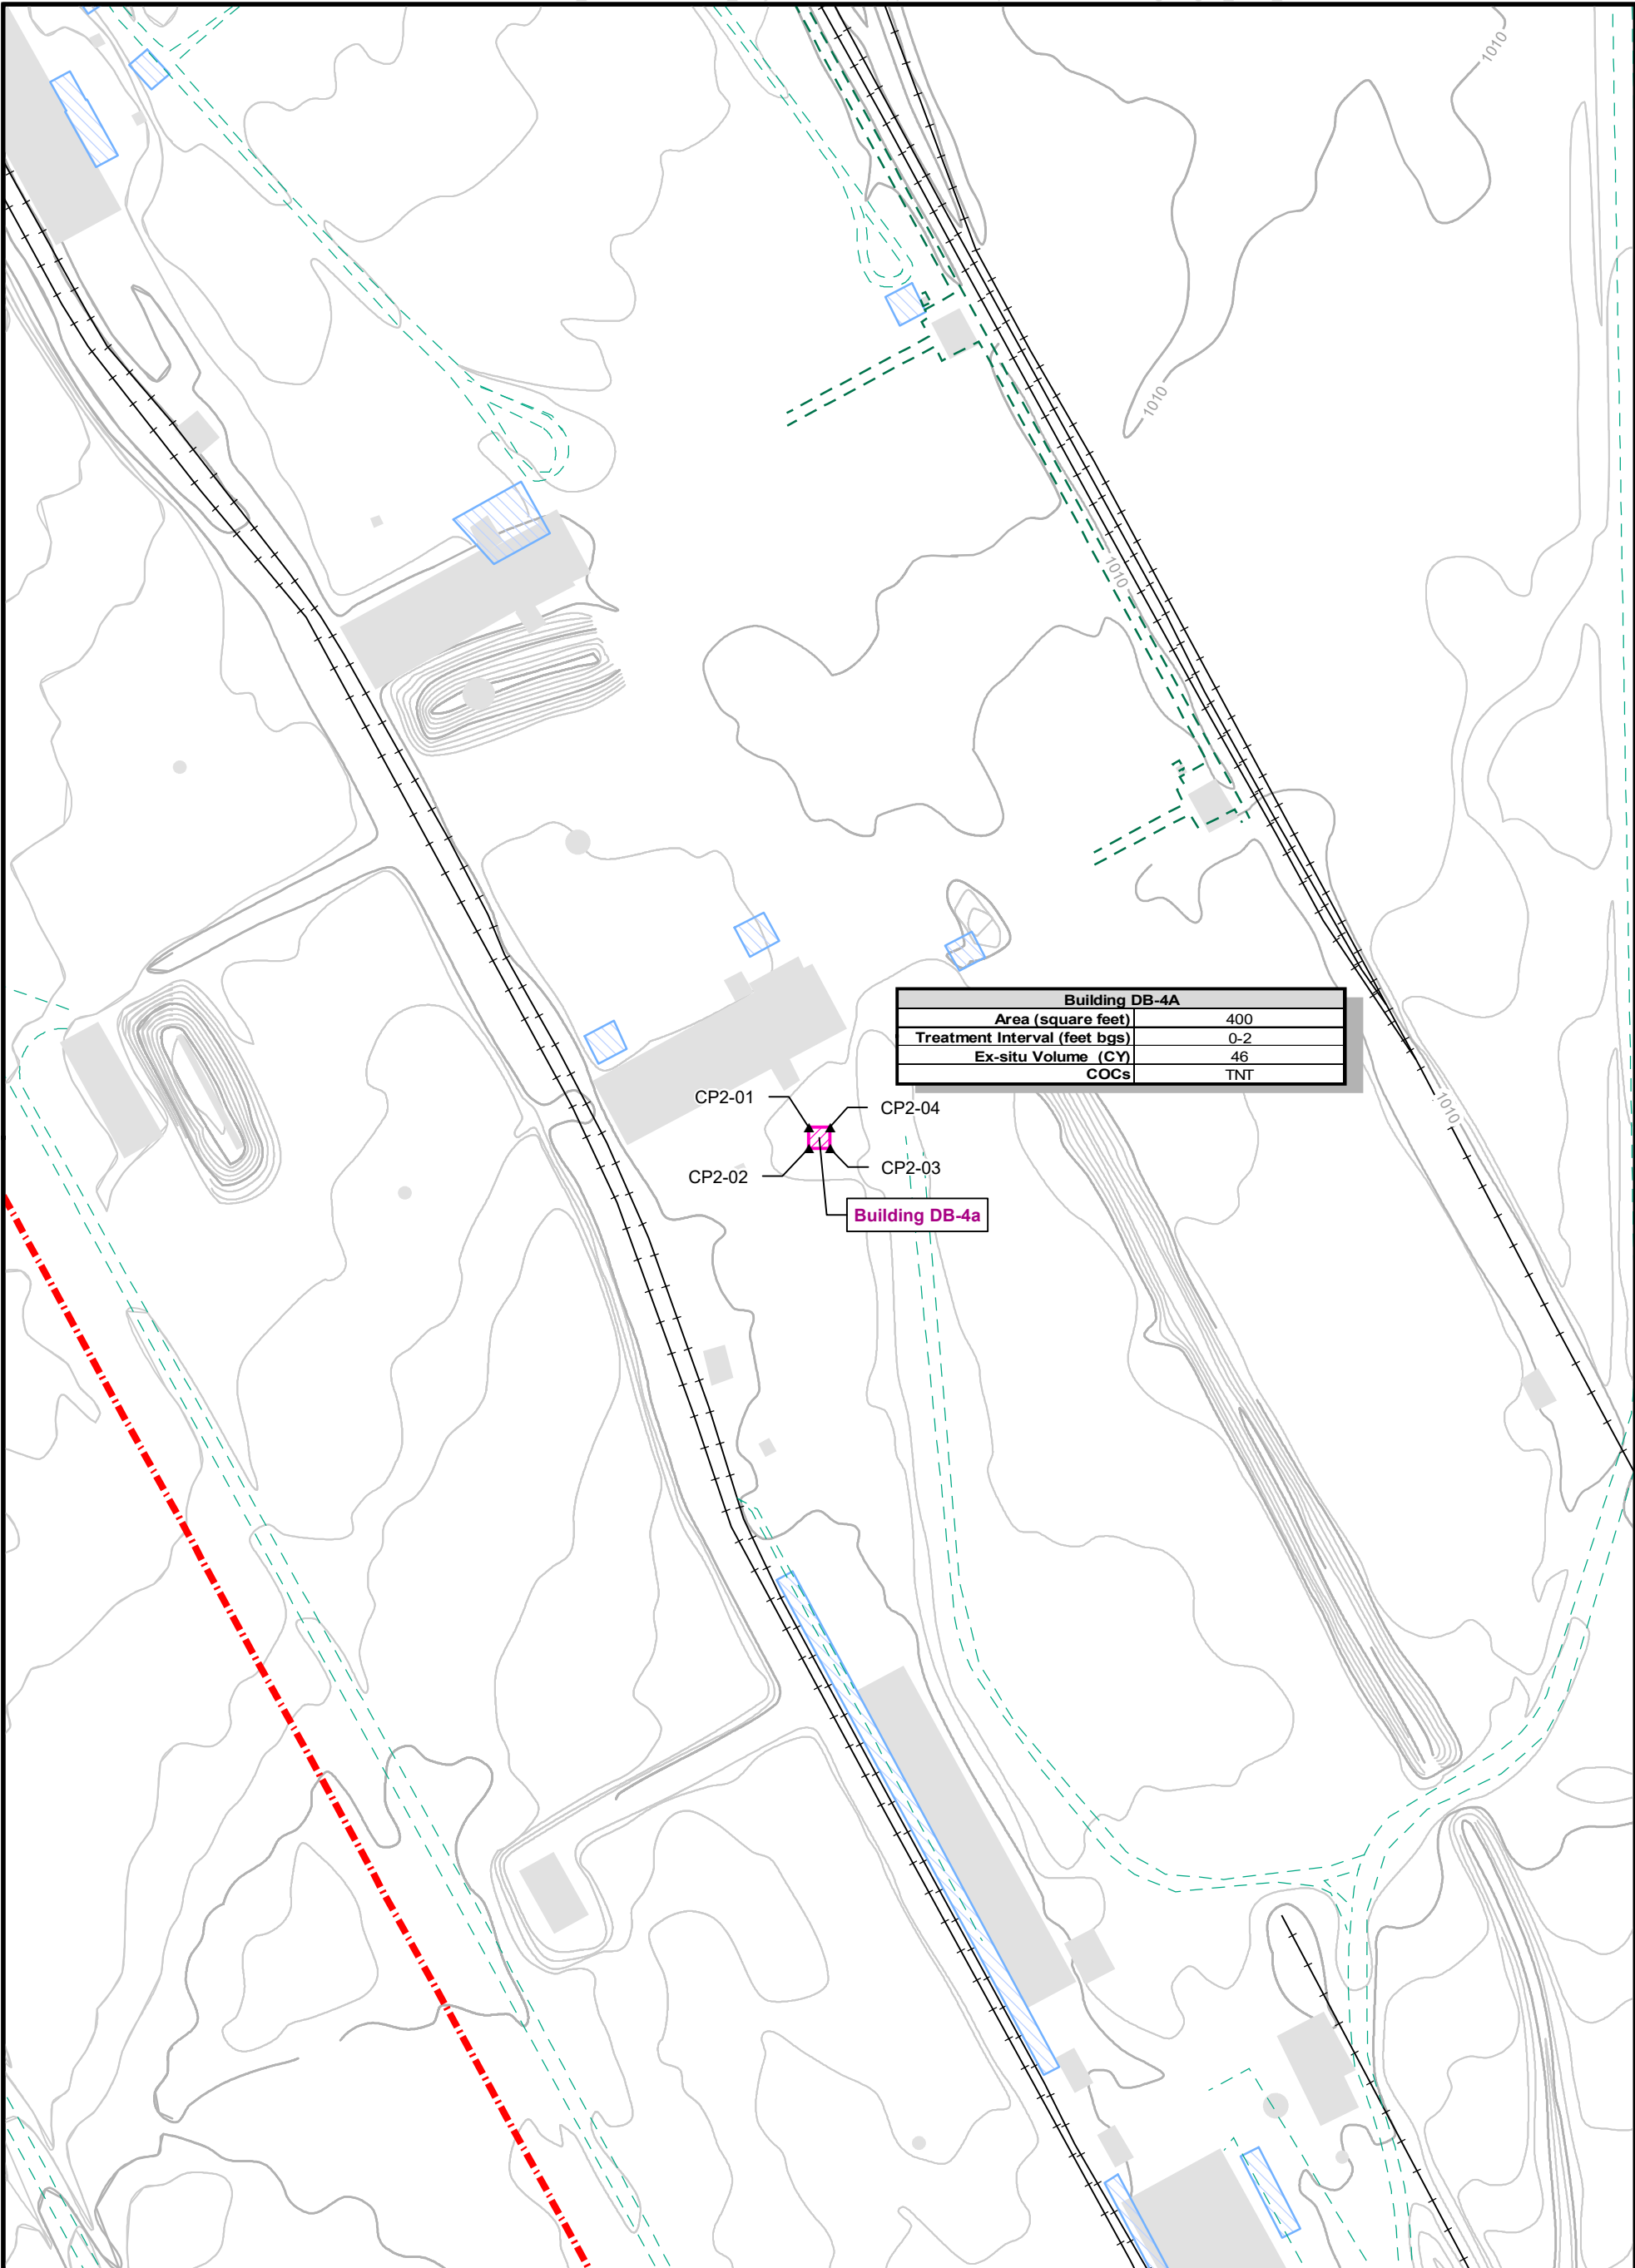 1010
1010
1010
Building DB-4A
Area (square feet) 400
Treatment Interval (feet bgs) 0-2
Ex-situ Volume (CY) 46
COCs TNT
1010
CP2-01
CP2-04
CP2-02
CP2-03
Building DB-4a